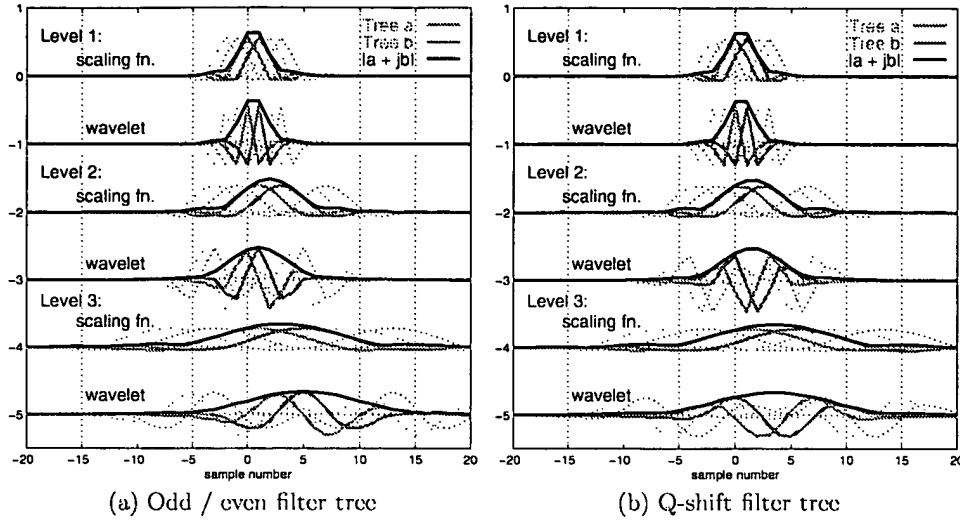 1
0
-1
-2
-3
-4
-5
Level 1:
scaling fn.
wavelet
Level 2:
scaling fn.
wavelet
Level 3:
scaling fn.
wavelet
Tree a
Tree b
|a + jb|
-20 -15 -10 -5 0 5 10 15 20
sample number
(a) Odd / even filter tree
1
0
-1
-2
-3
-4
-5
Level 1:
scaling fn.
wavelet
Level 2:
scaling fn.
wavelet
Level 3:
scaling fn.
wavelet
Tree a
Tree b
|a + jb|
-20 -15 -10 -5 0 5 10 15 20
sample number
(b) Q-shift filter tree